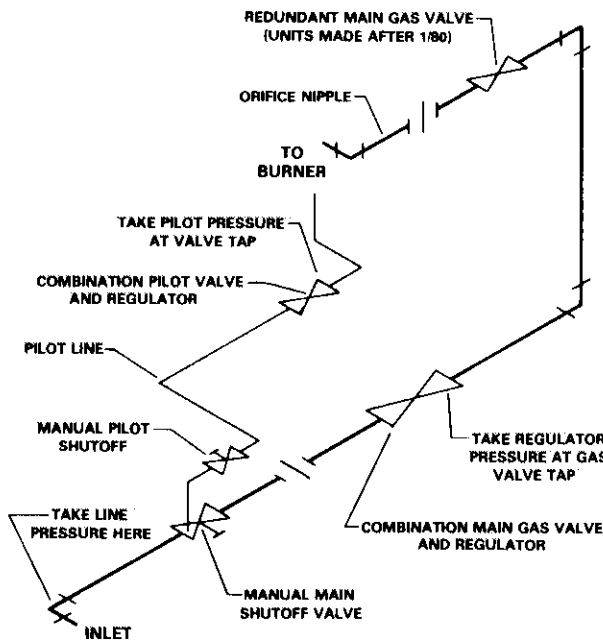 REDUNDANT MAIN GAS VALVE
(UNITS MADE AFTER 1/80)
ORIFICE NIPPLE
TO
BURNER
TAKE PILOT PRESSURE
AT VALVE TAP
COMBINATION PILOT VALVE
AND REGULATOR
PILOT LINE
MANUAL PILOT
SHUTOFF
TAKE REGULATOR
PRESSURE AT GAS
VALVE TAP
TAKE LINE
PRESSURE HERE
COMBINATION MAIN GAS VALVE
AND REGULATOR
MANUAL MAIN
SHUTOFF VALVE
INLET